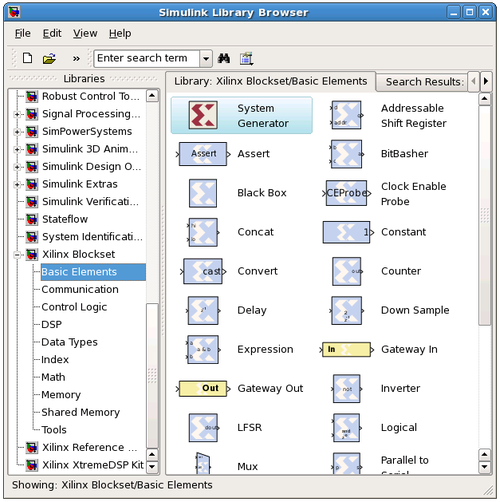 Simulink Library Browser
File Edit View Help
» Enter search term
Libraries
Robust Control To...
Signal Processing...
SimPowerSystems
Simulink 3D Anim...
Simulink Design O...
Simulink Extras
Simulink Verificati...
Stateflow
System Identificati...
Xilinx Blockset
Basic Elements
Communication
Control Logic
DSP
Data Types
Index
Math
Memory
Shared Memory
Tools
Xilinx Reference ...
Xilinx XtremeDSP Kit
Library: Xilinx Blockset/Basic Elements Search Results:
System Generator
Addressable Shift Register
Assert Assert
BitBasher
Black Box
CEProbe Clock Enable Probe
Concat
1 Constant
cast Convert
Counter
Delay
Down Sample
Expression
In Gateway In
Out Gateway Out
not Inverter
LFSR
Logical
Mux
Parallel to Serial
Showing: Xilinx Blockset/Basic Elements